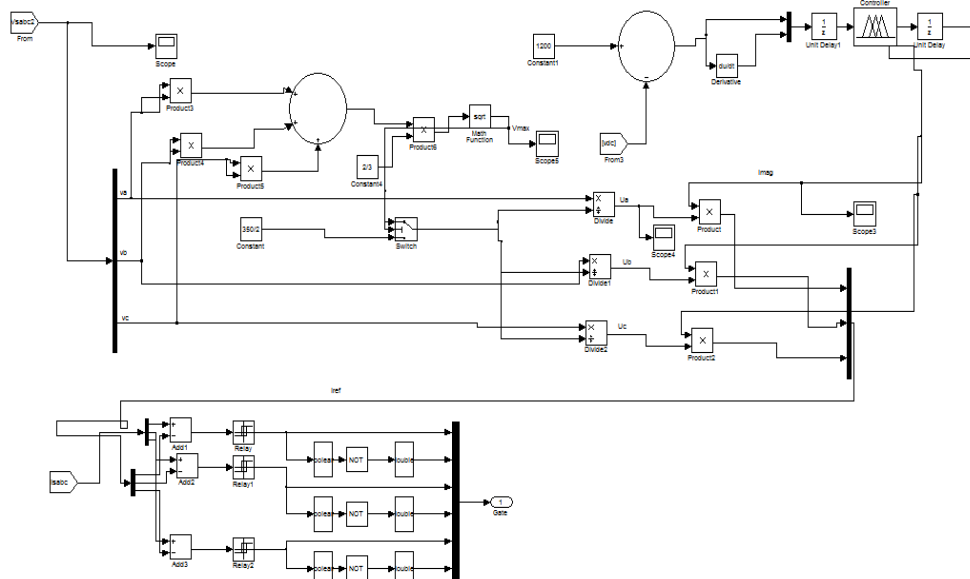 Controller
Vsabc2
From
Scope
1200
Constant1
du/dt
Derivative
1
z
Unit Delay1
1
z
Unit Delay
X
Product3
X
Product4
X
Product5
2/3
Constant4
X
Product6
sqrt
Math
Function
Vmax
Scope5
[vdc]
From3
Imag
Scope3
va
350/2
Constant
Switch
X
÷
Divide
Ua
Scope4
X
Product
vb
X
÷
Divide1
Ub
X
Product1
vc
X
÷
Divide2
Uc
X
Product2
Iref
Isabc
Add1
Relay
NOT
Add2
Relay1
NOT
1
Gate
Add3
Relay2
NOT